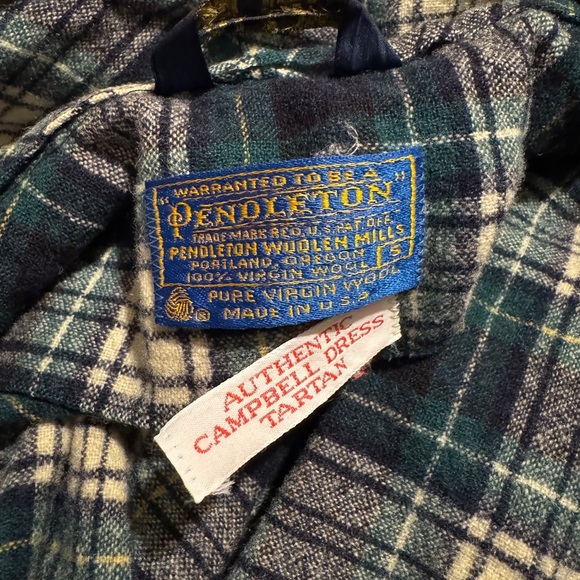 "WARRANTED TO BE A
PENDLETON"
TRADE MARK REG. U.S. PAT. OFF.
PENDLETON WOOLEN MILLS
PORTLAND, OREGON S
100% VIRGIN WOOL
PURE VIRGIN WOOL
® MADE IN U.S.A.
AUTHENTIC
CAMPBELL DRESS
TARTAN